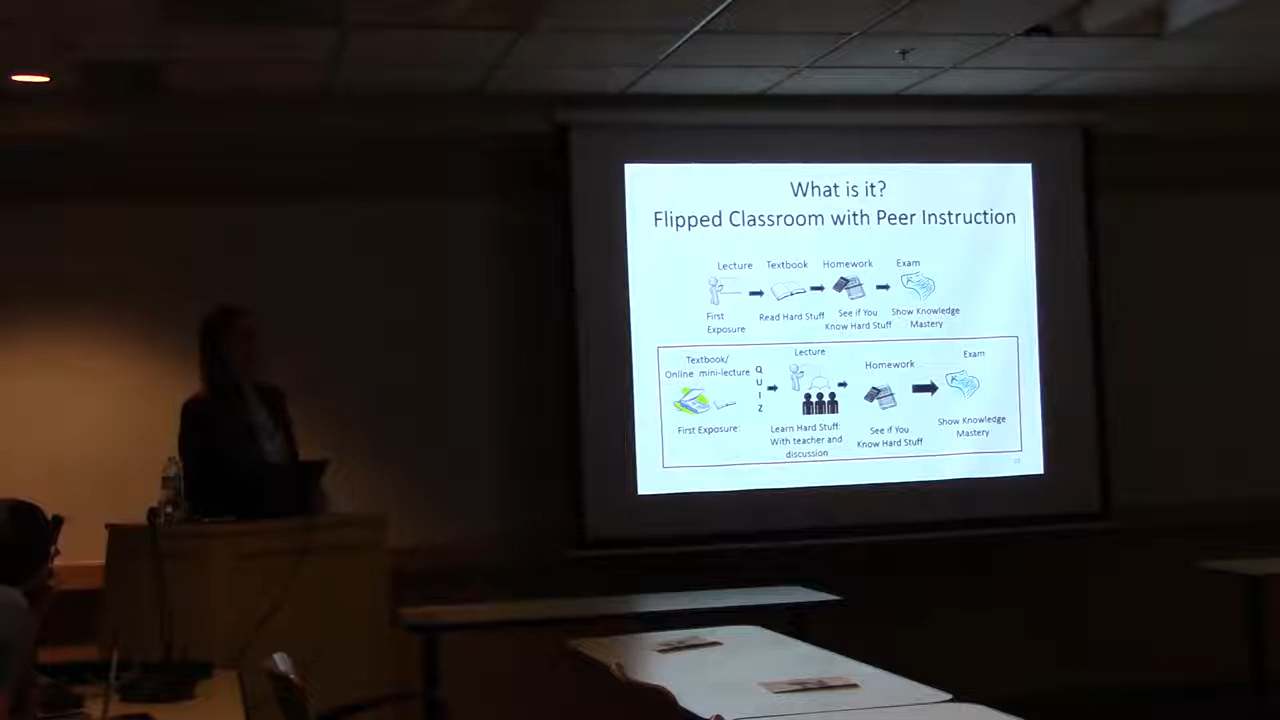 What is it?
Flipped Classroom with Peer Instruction
Lecture Textbook Homework Exam
First Exposure
Read Hard Stuff
See if You Know Hard Stuff
Show Knowledge Mastery
Textbook/
Online mini-lecture
QUIZ
Lecture
Homework
Exam
First Exposure:
Learn Hard Stuff:
With teacher and
discussion
See if You
Know Hard Stuff
Show Knowledge
Mastery